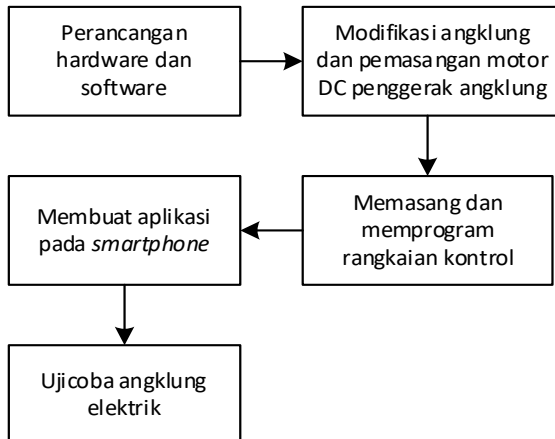 Perancangan
hardware dan
software
Modifikasi angklung
dan pemasangan motor
DC penggerak angklung
Memasang dan
memprogram
rangkaian kontrol
Membuat aplikasi
pada smartphone
Ujicoba angklung
elektrik